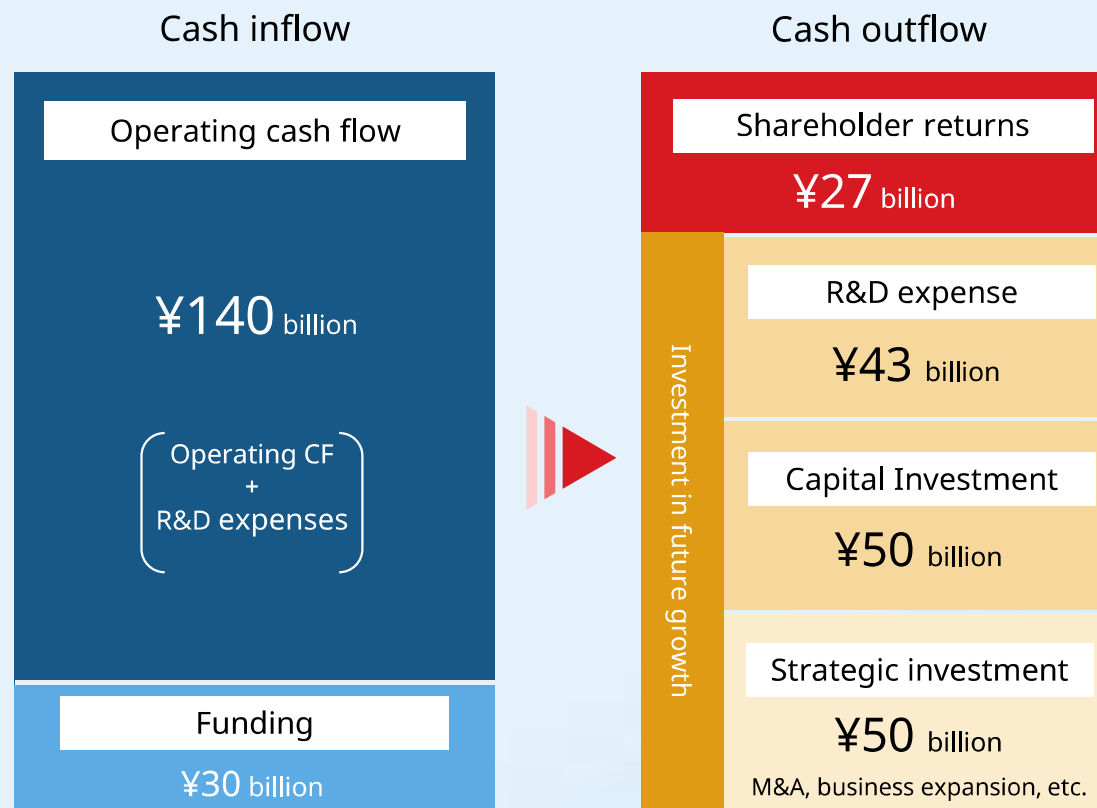 Cash inflow
Operating cash flow
¥140 billion
Operating CF
+
R&D expenses
Funding
¥30 billion
Cash outflow
Shareholder returns
¥27 billion
Investment in future growth
R&D expense
¥43 billion
Capital Investment
¥50 billion
Strategic investment
¥50 billion
M&A, business expansion, etc.